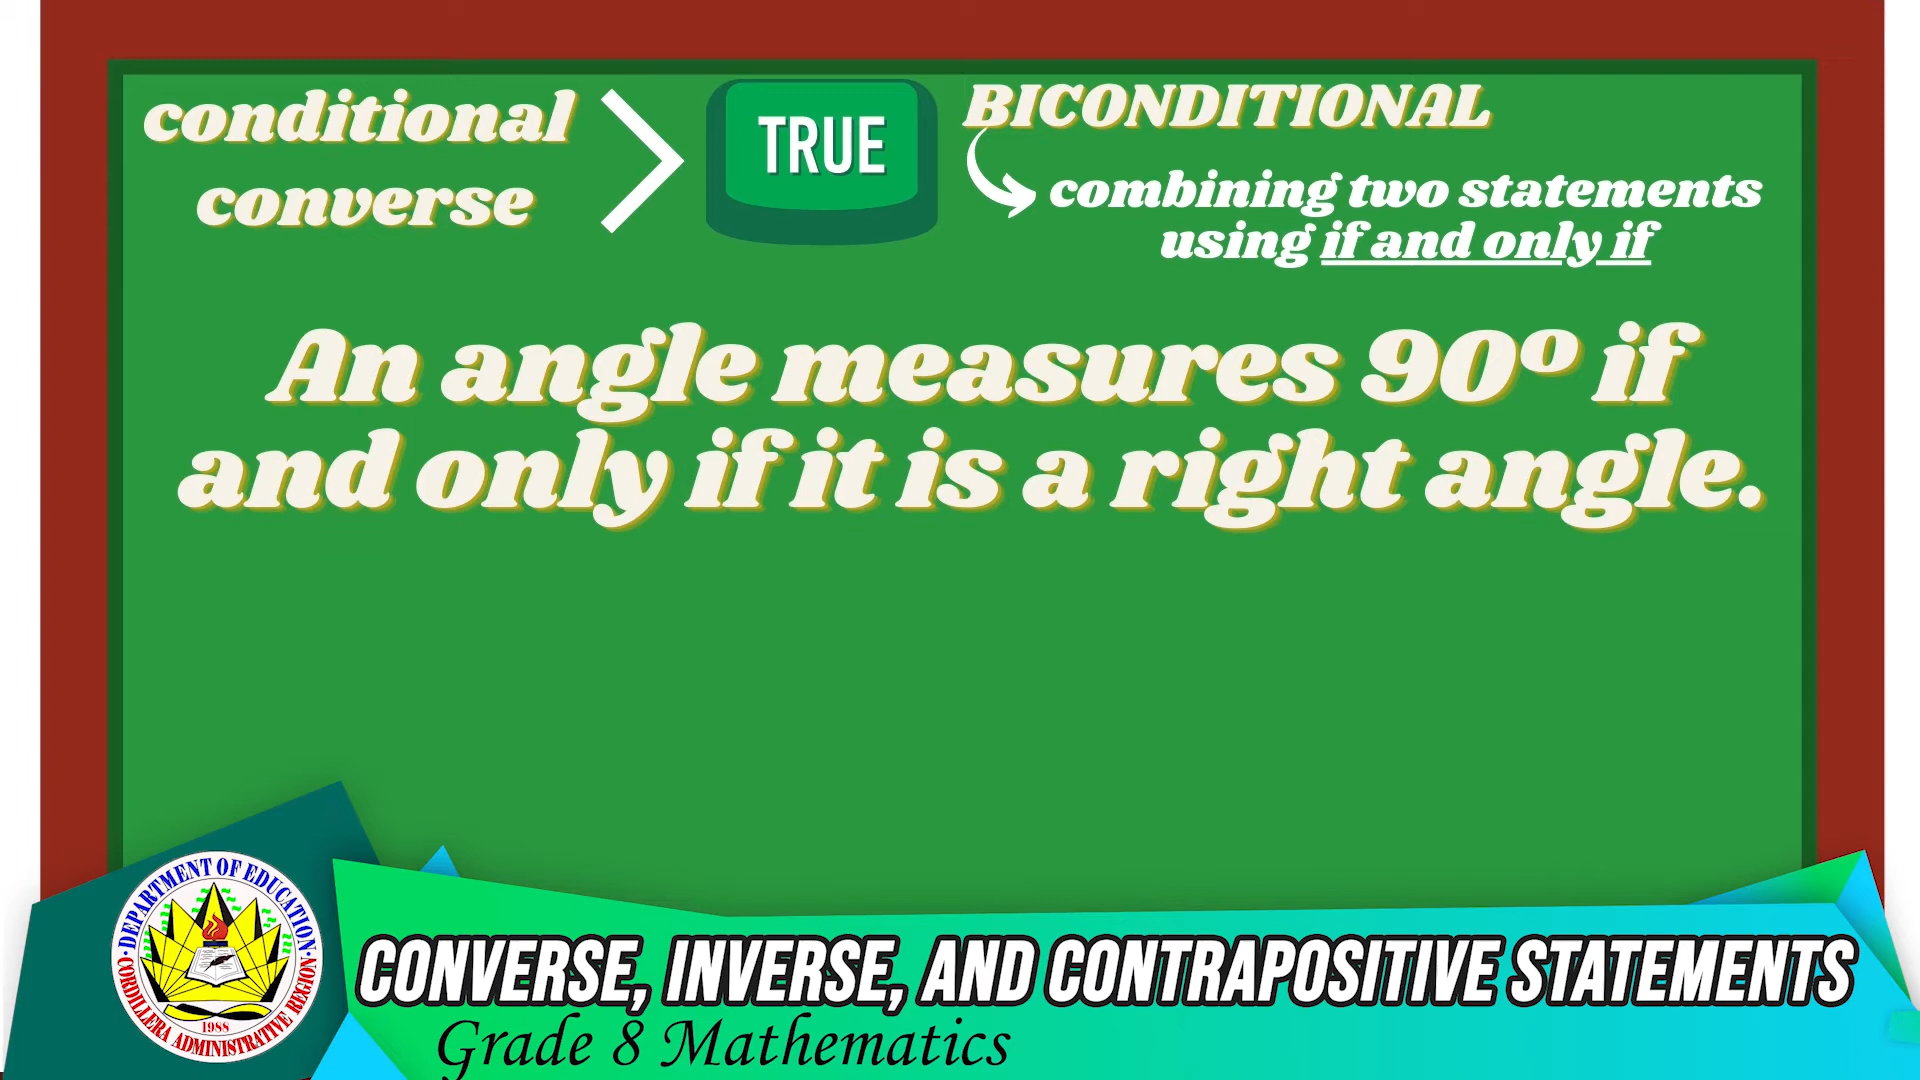 conditional
converse
TRUE
BICONDITIONAL
combining two statements
using if and only if
An angle measures 90º if
and only if it is a right angle.
DEPARTMENT OF EDUCATION
CORDILLERA ADMINISTRATIVE REGION
1988
CONVERSE, INVERSE, AND CONTRAPOSITIVE STATEMENTS
Grade 8 Mathematics